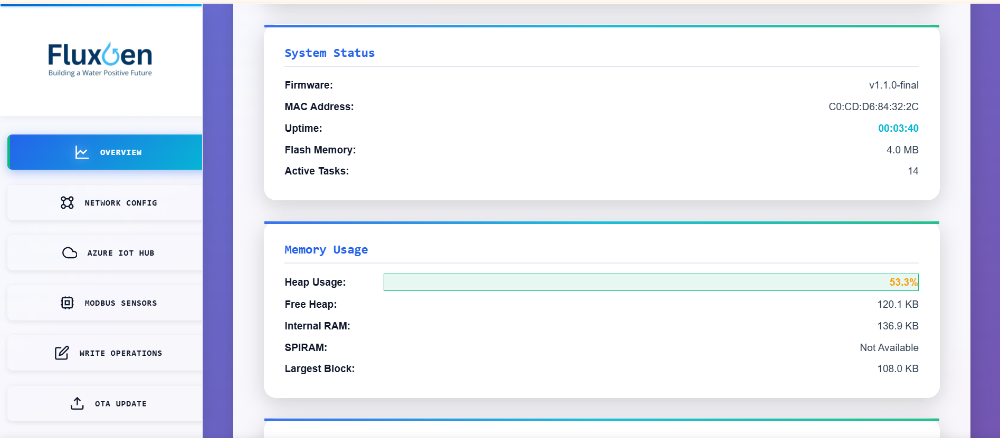 FluxGen
Building a Water Positive Future
OVERVIEW
NETWORK CONFIG
AZURE IOT HUB
MODBUS SENSORS
WRITE OPERATIONS
OTA UPDATE
System Status
Firmware: v1.1.0-final
MAC Address: C0:CD:D6:84:32:2C
Uptime: 00:03:40
Flash Memory: 4.0 MB
Active Tasks: 14
Memory Usage
Heap Usage: 53.3%
Free Heap: 120.1 KB
Internal RAM: 136.9 KB
SPIRAM: Not Available
Largest Block: 108.0 KB